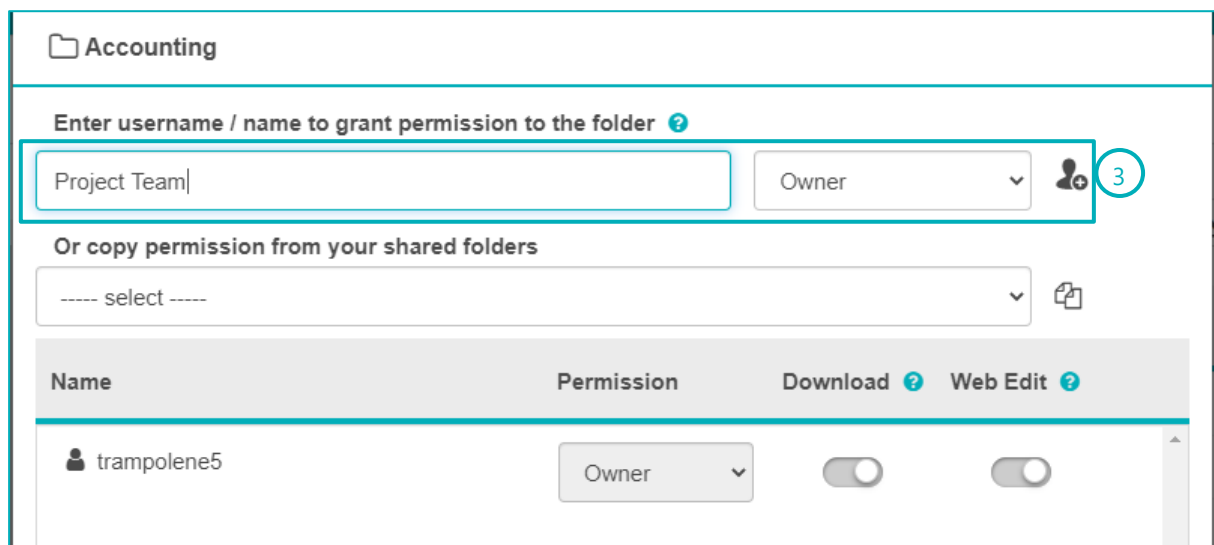 Accounting
Enter username / name to grant permission to the folder ?
Project Team Owner 3
Or copy permission from your shared folders
----- select -----
Name Permission Download ? Web Edit ?
trampolene5 Owner